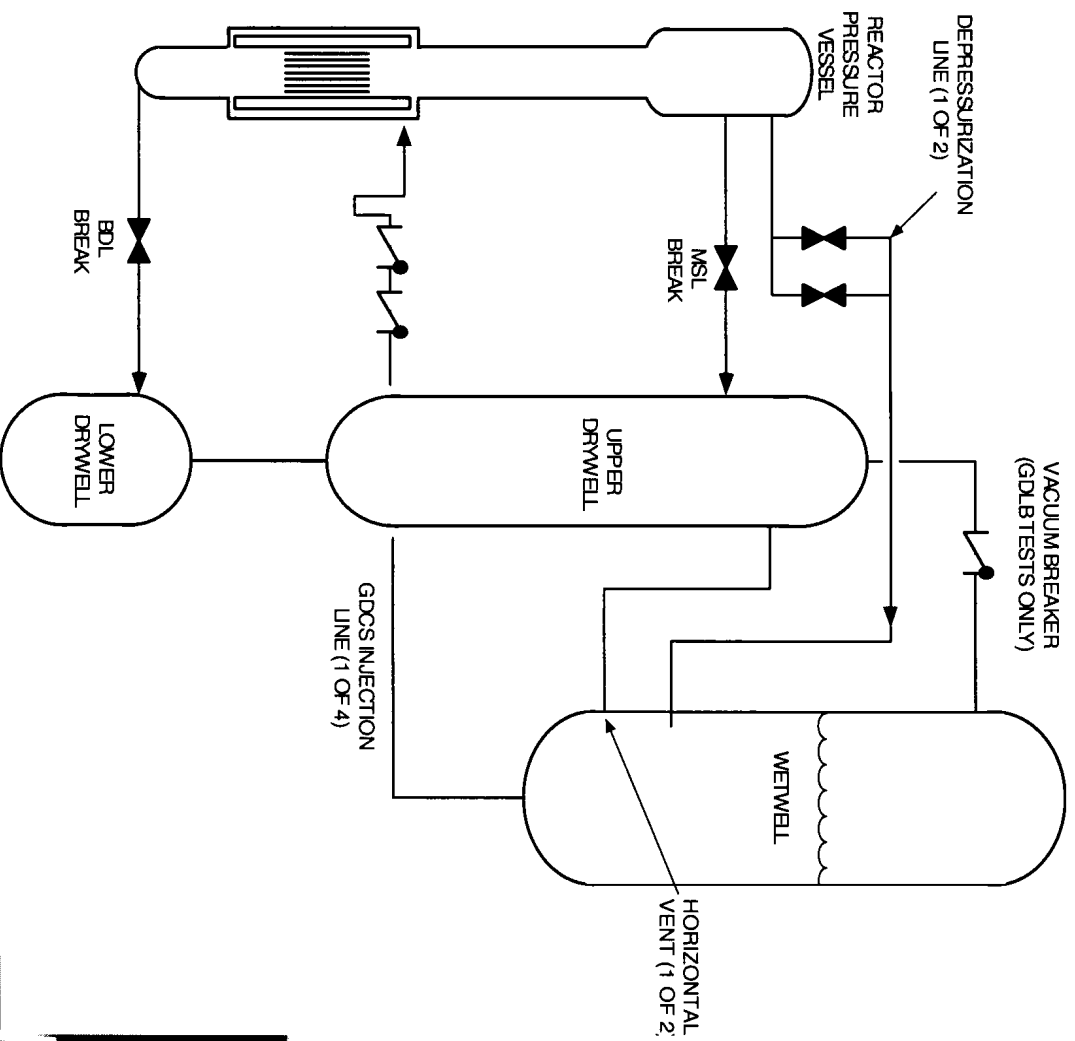 DEPRESSURIZATION
LINE (1 OF 2)
REACTOR
PRESSURE
VESSEL
VACUUM BREAKER
(GDLB TESTS ONLY)
MSL
BREAK
BDL
BREAK
UPPER
DRYWELL
LOWER
DRYWELL
WETWELL
GDCS INJECTION
LINE (1 OF 4)
HORIZONTAL
VENT (1 OF 2)